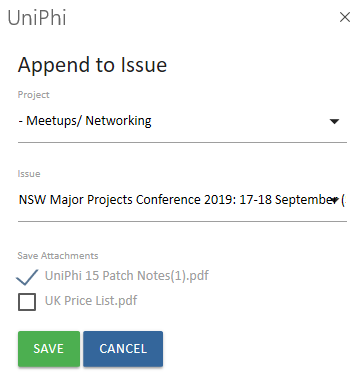 UniPhi
Append to Issue
Project
- Meetups/ Networking
Issue
NSW Major Projects Conference 2019: 17-18 September (
Save Attachments
UniPhi 15 Patch Notes(1).pdf
UK Price List.pdf
SAVE CANCEL